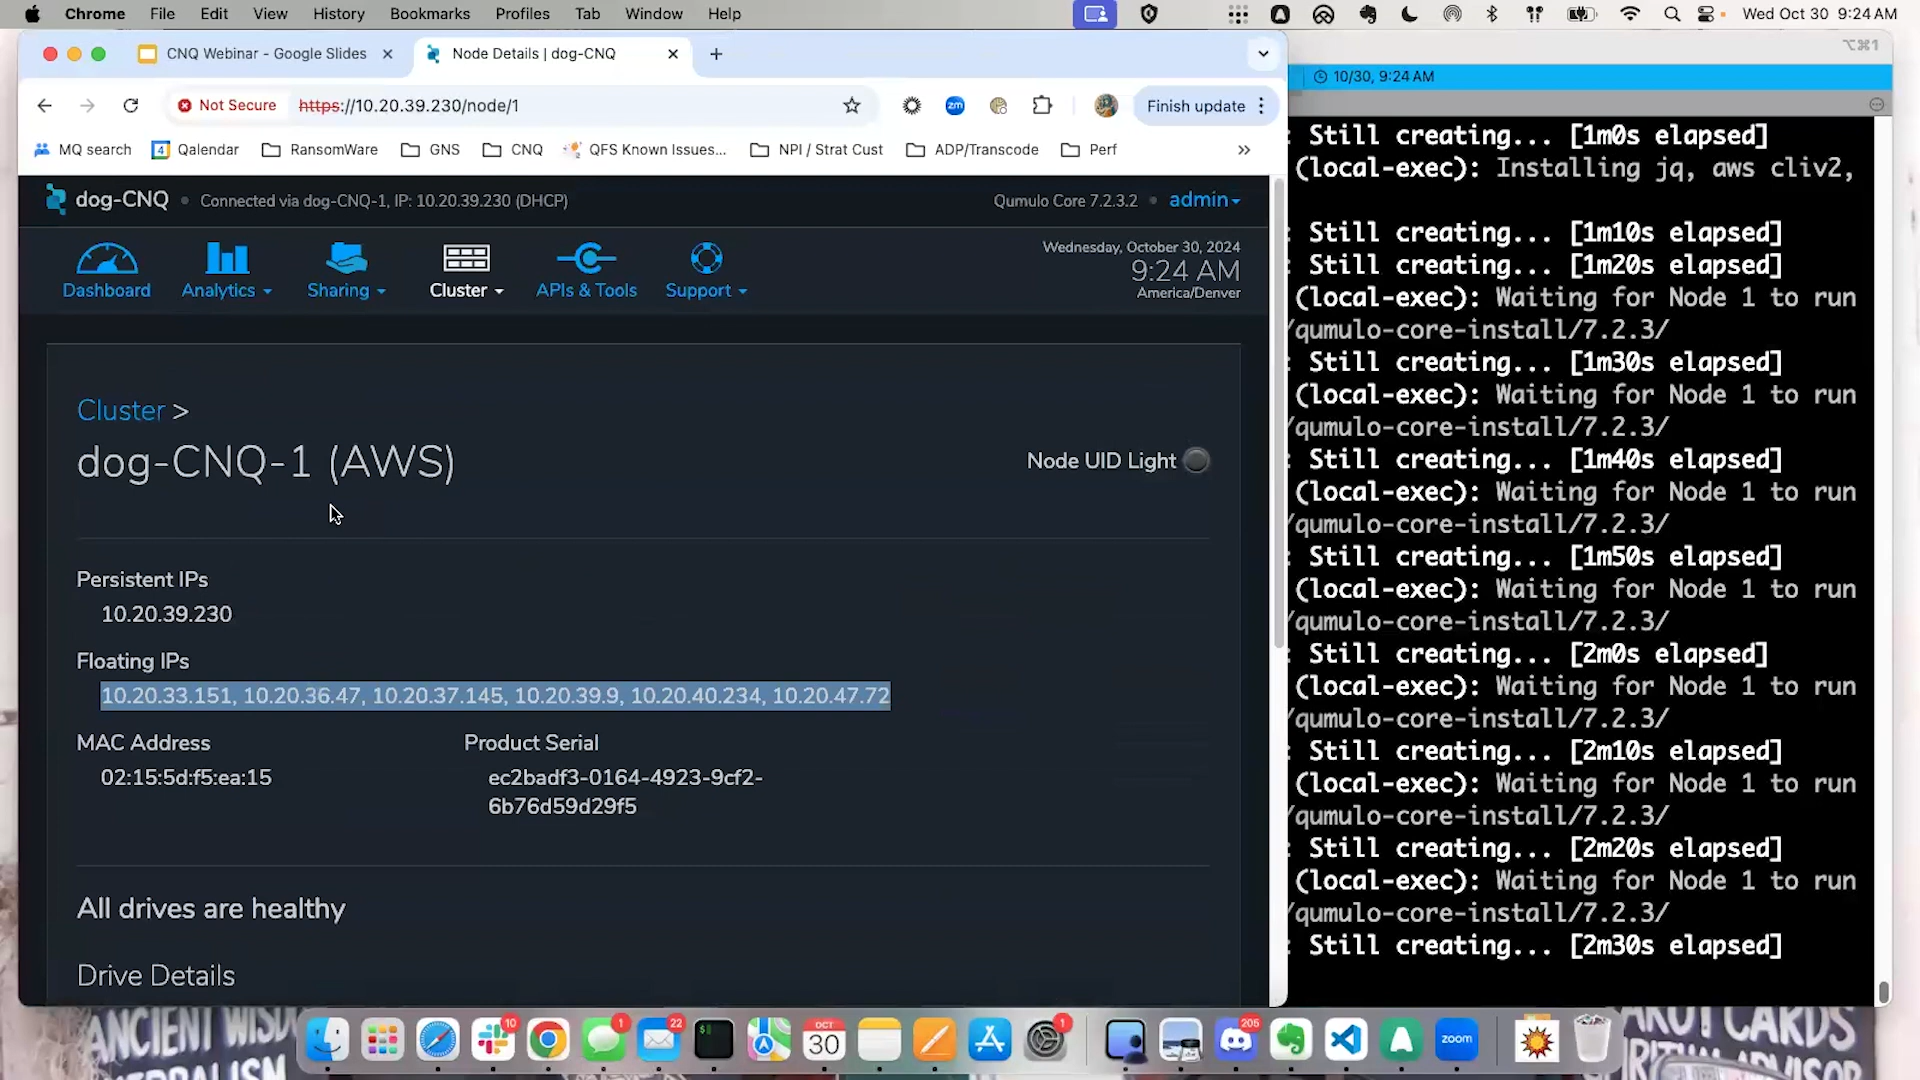 Chrome File Edit View History Bookmarks Profiles Tab Window Help
Wed Oct 30 9:24 AM
CNQ Webinar - Google Slides
Node Details | dog-CNQ
⌥⌘1
10/30, 9:24 AM
Not Secure https://10.20.39.230/node/1
zm
Finish update
MQ search
4 Qalendar
RansomWare
GNS
CNQ
QFS Known Issues...
NPI / Strat Cust
ADP/Transcode
Perf
»
dog-CNQ • Connected via dog-CNQ-1, IP: 10.20.39.230 (DHCP)
Qumulo Core 7.2.3.2 • admin
Dashboard
Analytics
Sharing
Cluster
APIs & Tools
Support
Wednesday, October 30, 2024
9:24 AM
America/Denver
Cluster >
dog-CNQ-1 (AWS)
Node UID Light
Persistent IPs
10.20.39.230
Floating IPs
10.20.33.151, 10.20.36.47, 10.20.37.145, 10.20.39.9, 10.20.40.234, 10.20.47.72
MAC Address
02:15:5d:f5:ea:15
Product Serial
ec2badf3-0164-4923-9cf2-
6b76d59d29f5
All drives are healthy
Drive Details
: Still creating... [1m0s elapsed]
(local-exec): Installing jq, aws cliv2,
: Still creating... [1m10s elapsed]
: Still creating... [1m20s elapsed]
(local-exec): Waiting for Node 1 to run
/qumulo-core-install/7.2.3/
: Still creating... [1m30s elapsed]
(local-exec): Waiting for Node 1 to run
/qumulo-core-install/7.2.3/
: Still creating... [1m40s elapsed]
(local-exec): Waiting for Node 1 to run
/qumulo-core-install/7.2.3/
: Still creating... [1m50s elapsed]
(local-exec): Waiting for Node 1 to run
/qumulo-core-install/7.2.3/
: Still creating... [2m0s elapsed]
(local-exec): Waiting for Node 1 to run
/qumulo-core-install/7.2.3/
: Still creating... [2m10s elapsed]
(local-exec): Waiting for Node 1 to run
/qumulo-core-install/7.2.3/
: Still creating... [2m20s elapsed]
(local-exec): Waiting for Node 1 to run
/qumulo-core-install/7.2.3/
: Still creating... [2m30s elapsed]
ANCIENT
10
1
22
OCT
30
1
205
zoom
CARDS